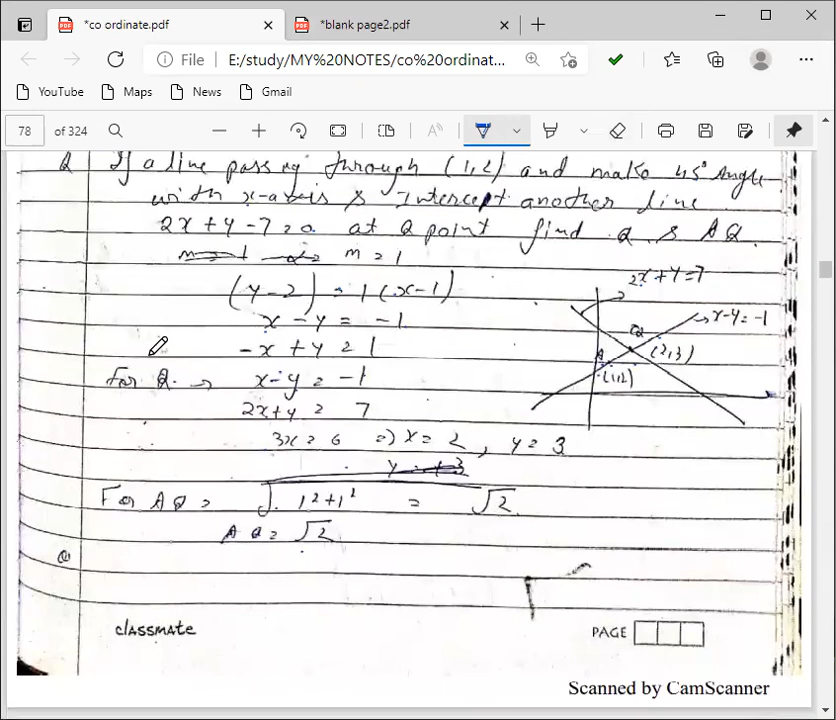 *co ordinate.pdf
*blank page2.pdf
File E:/study/MY%20NOTES/co%20ordinat...
YouTube Maps News Gmail
78 of 324
Q If a line passing through (1,2) and make 45° Angle
with x-axis & Intercept another line
2x+y-7=0 at Q point find Q & AQ.
m = 1
(y-2) = 1(x-1)
x - y = -1
-x + y = 1
For Q. → x-y = -1
2x+y = 7
3x = 6 => x = 2, y = 3
For AQ = √1²+1² = √2
AQ = √2
Q
2x+y=7
x-y=-1
Q
(2,3)
A
(1,2)
classmate
PAGE
Scanned by CamScanner